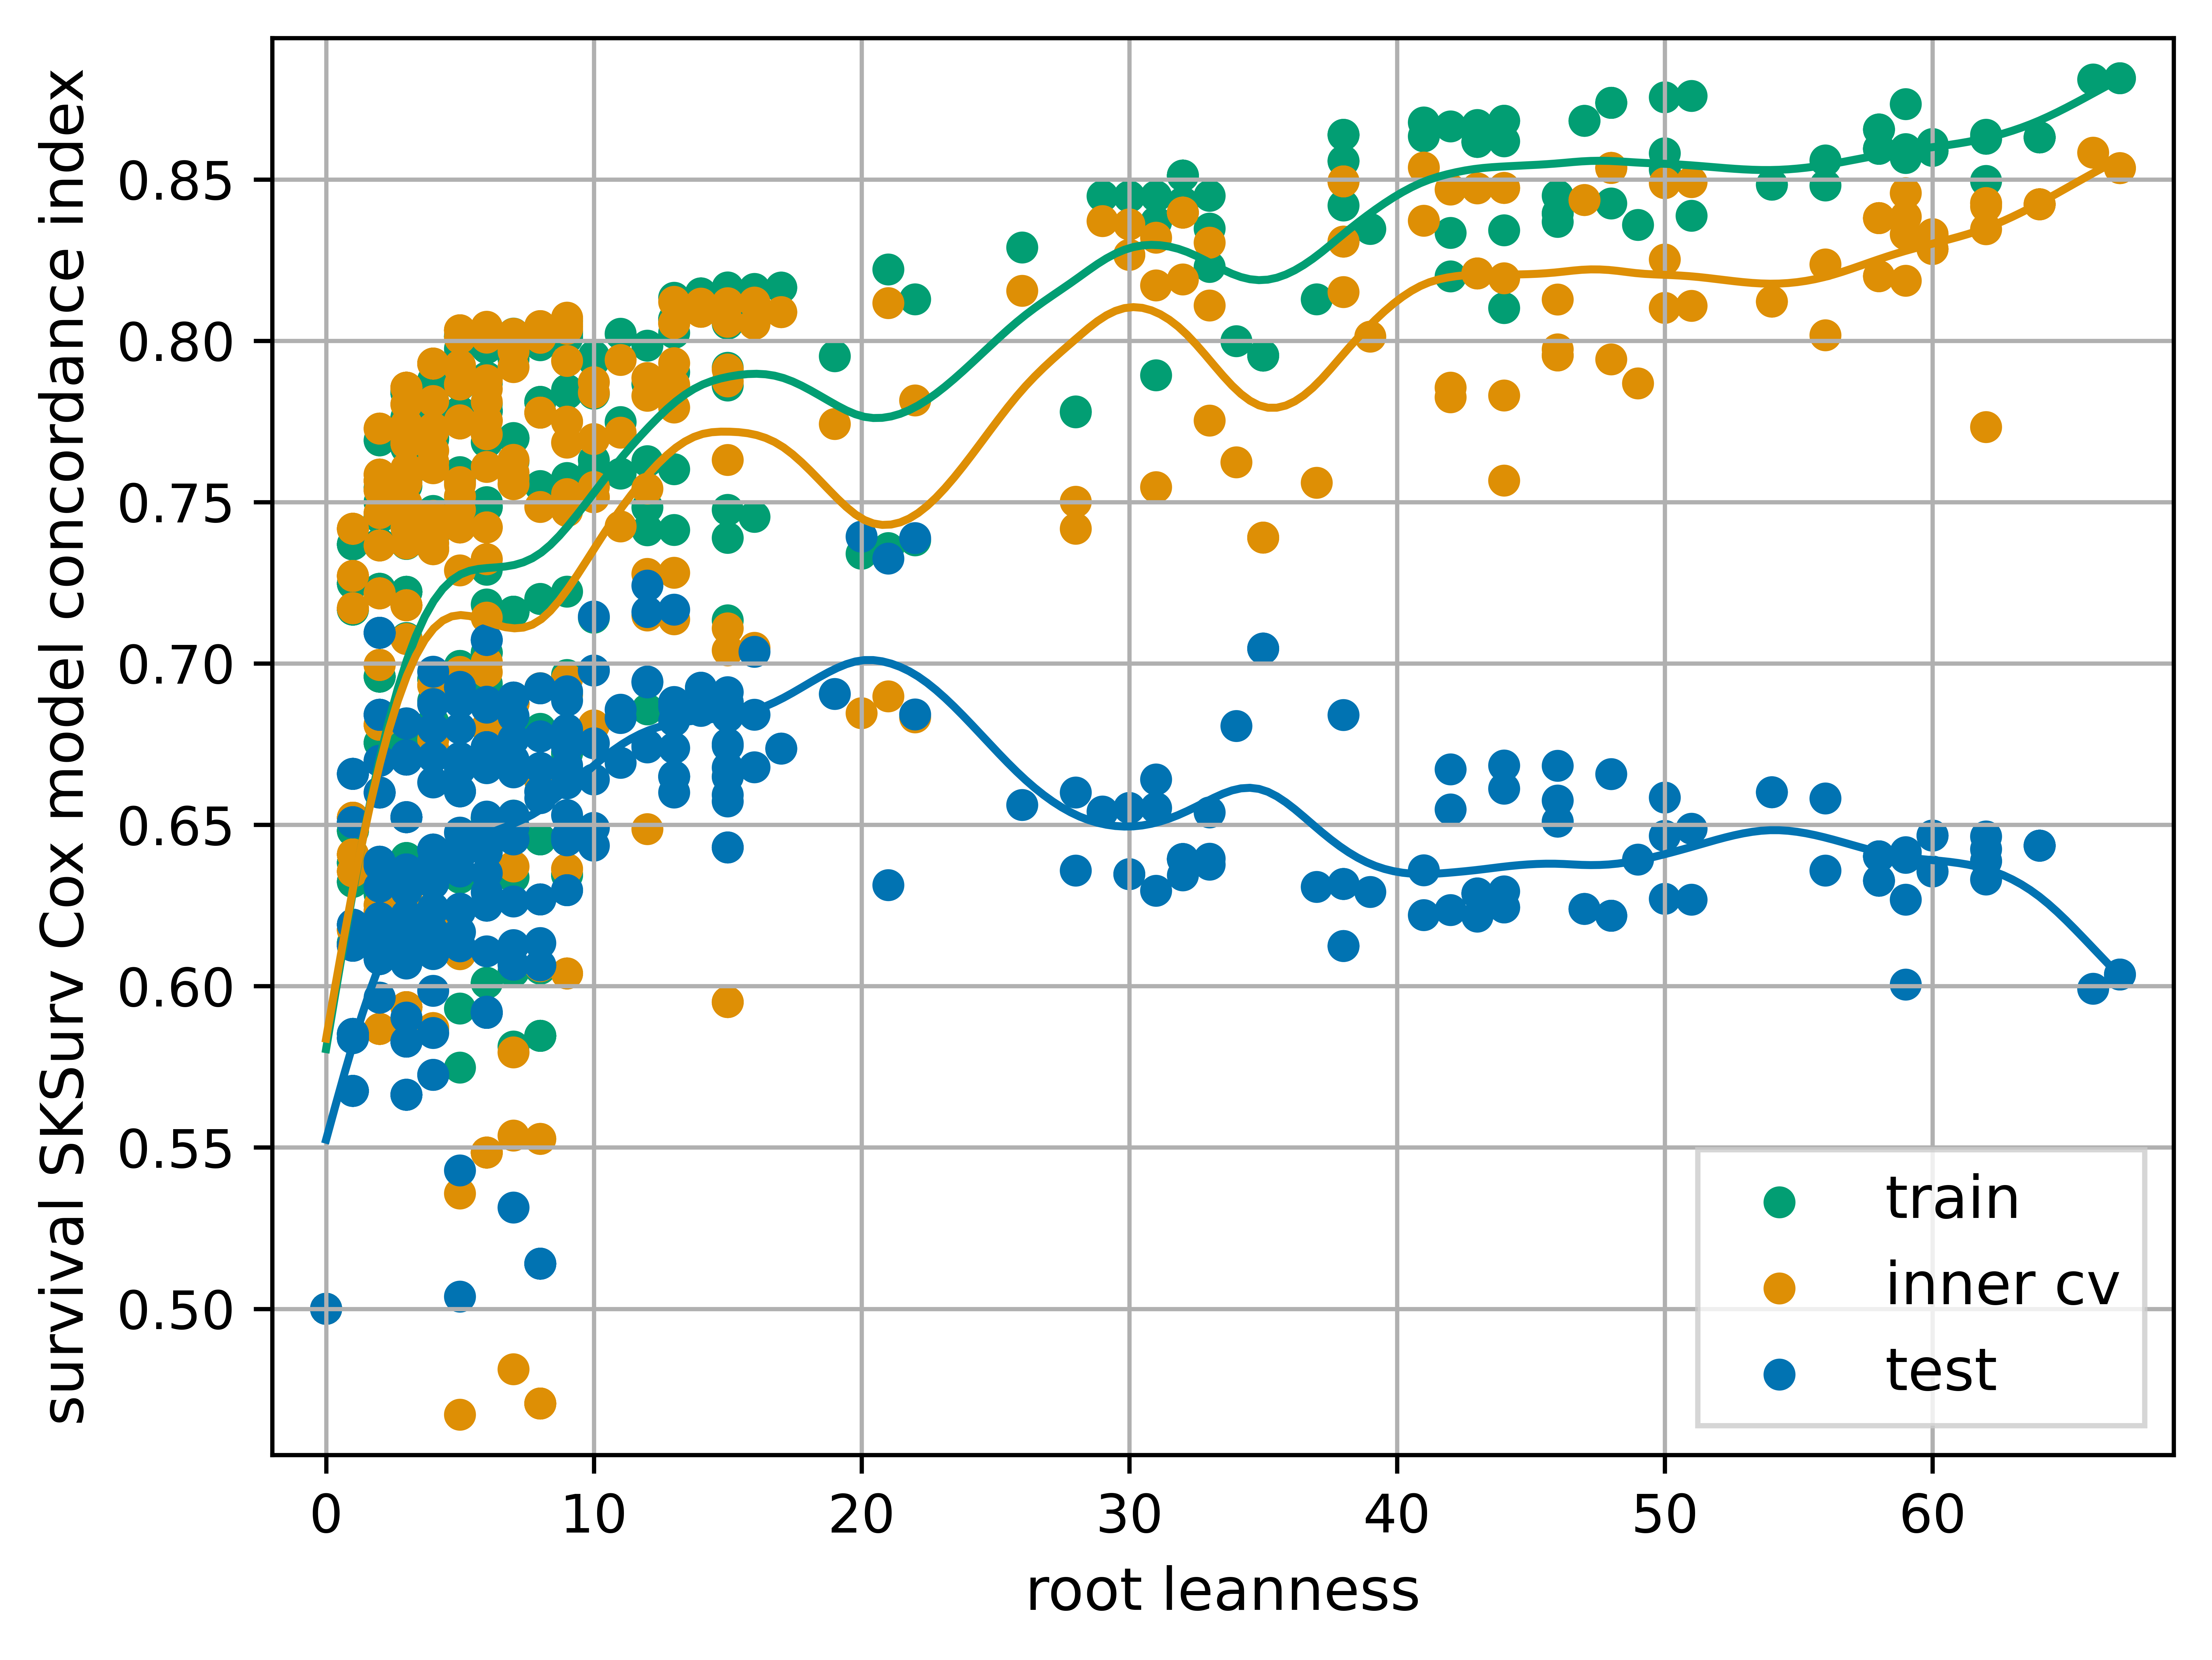 survival SKSurv Cox model concordance index
0.85
0.80
0.75
0.70
0.65
0.60
0.55
0.50
train
inner cv
test
0 10 20 30 40 50 60
root leanness